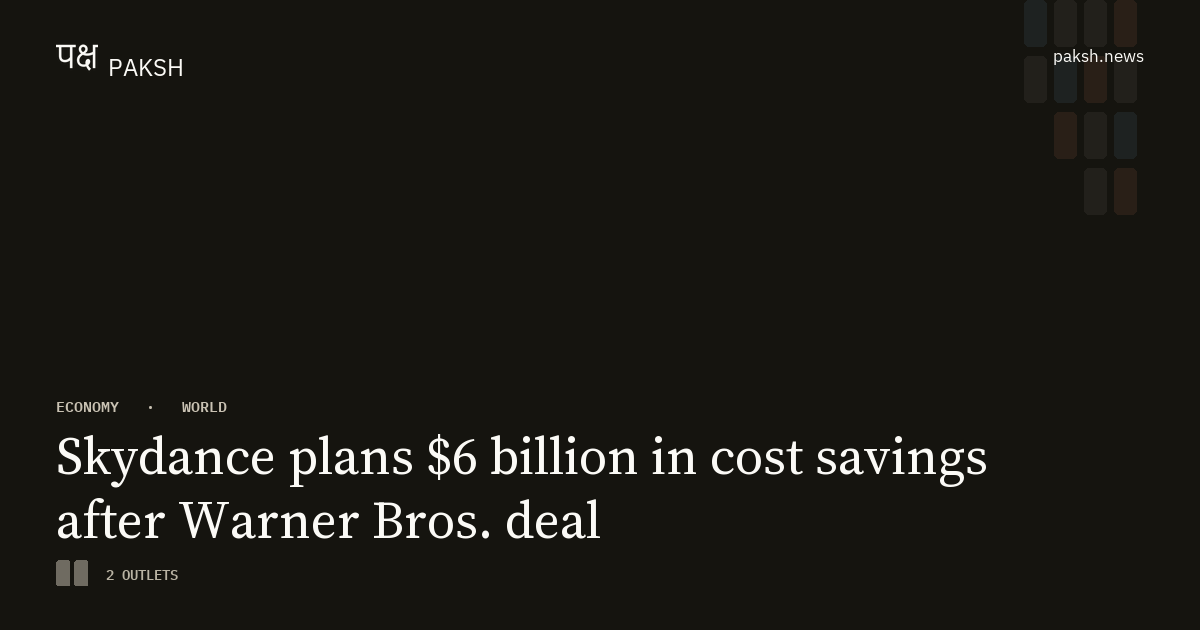 पक्ष PAKSH
paksh.news
ECONOMY · WORLD
Skydance plans $6 billion in cost savings
after Warner Bros. deal
2 OUTLETS